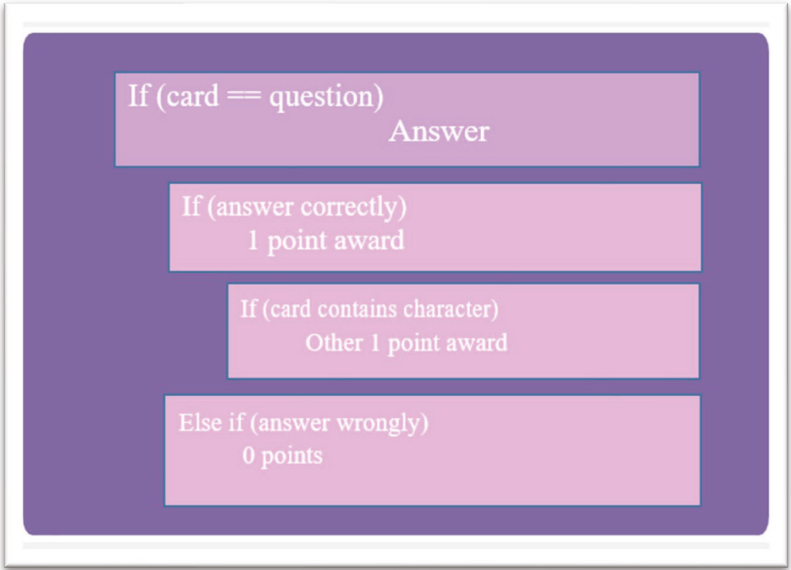 If (card == question)
Answer
If (answer correctly)
1 point award
If (card contains character)
Other 1 point award
Else if (answer wrongly)
0 points